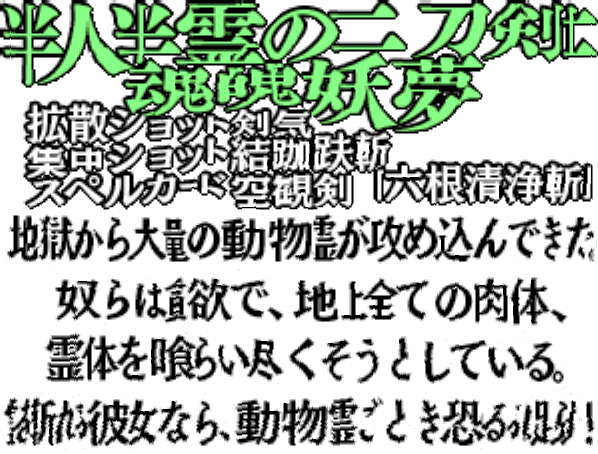 半人半霊の二刀剣士
魂魄妖夢
拡散ショット 剣気
集中ショット 結跏趺斬
スペルカード 空観剣「六根清浄斬」
地獄から大量の動物霊が攻め込んできた。
奴らは貪欲で、地上全ての肉体、
霊体を喰らい尽くそうとしている。
彼女なら、動物霊ごとき恐るるに足らず！